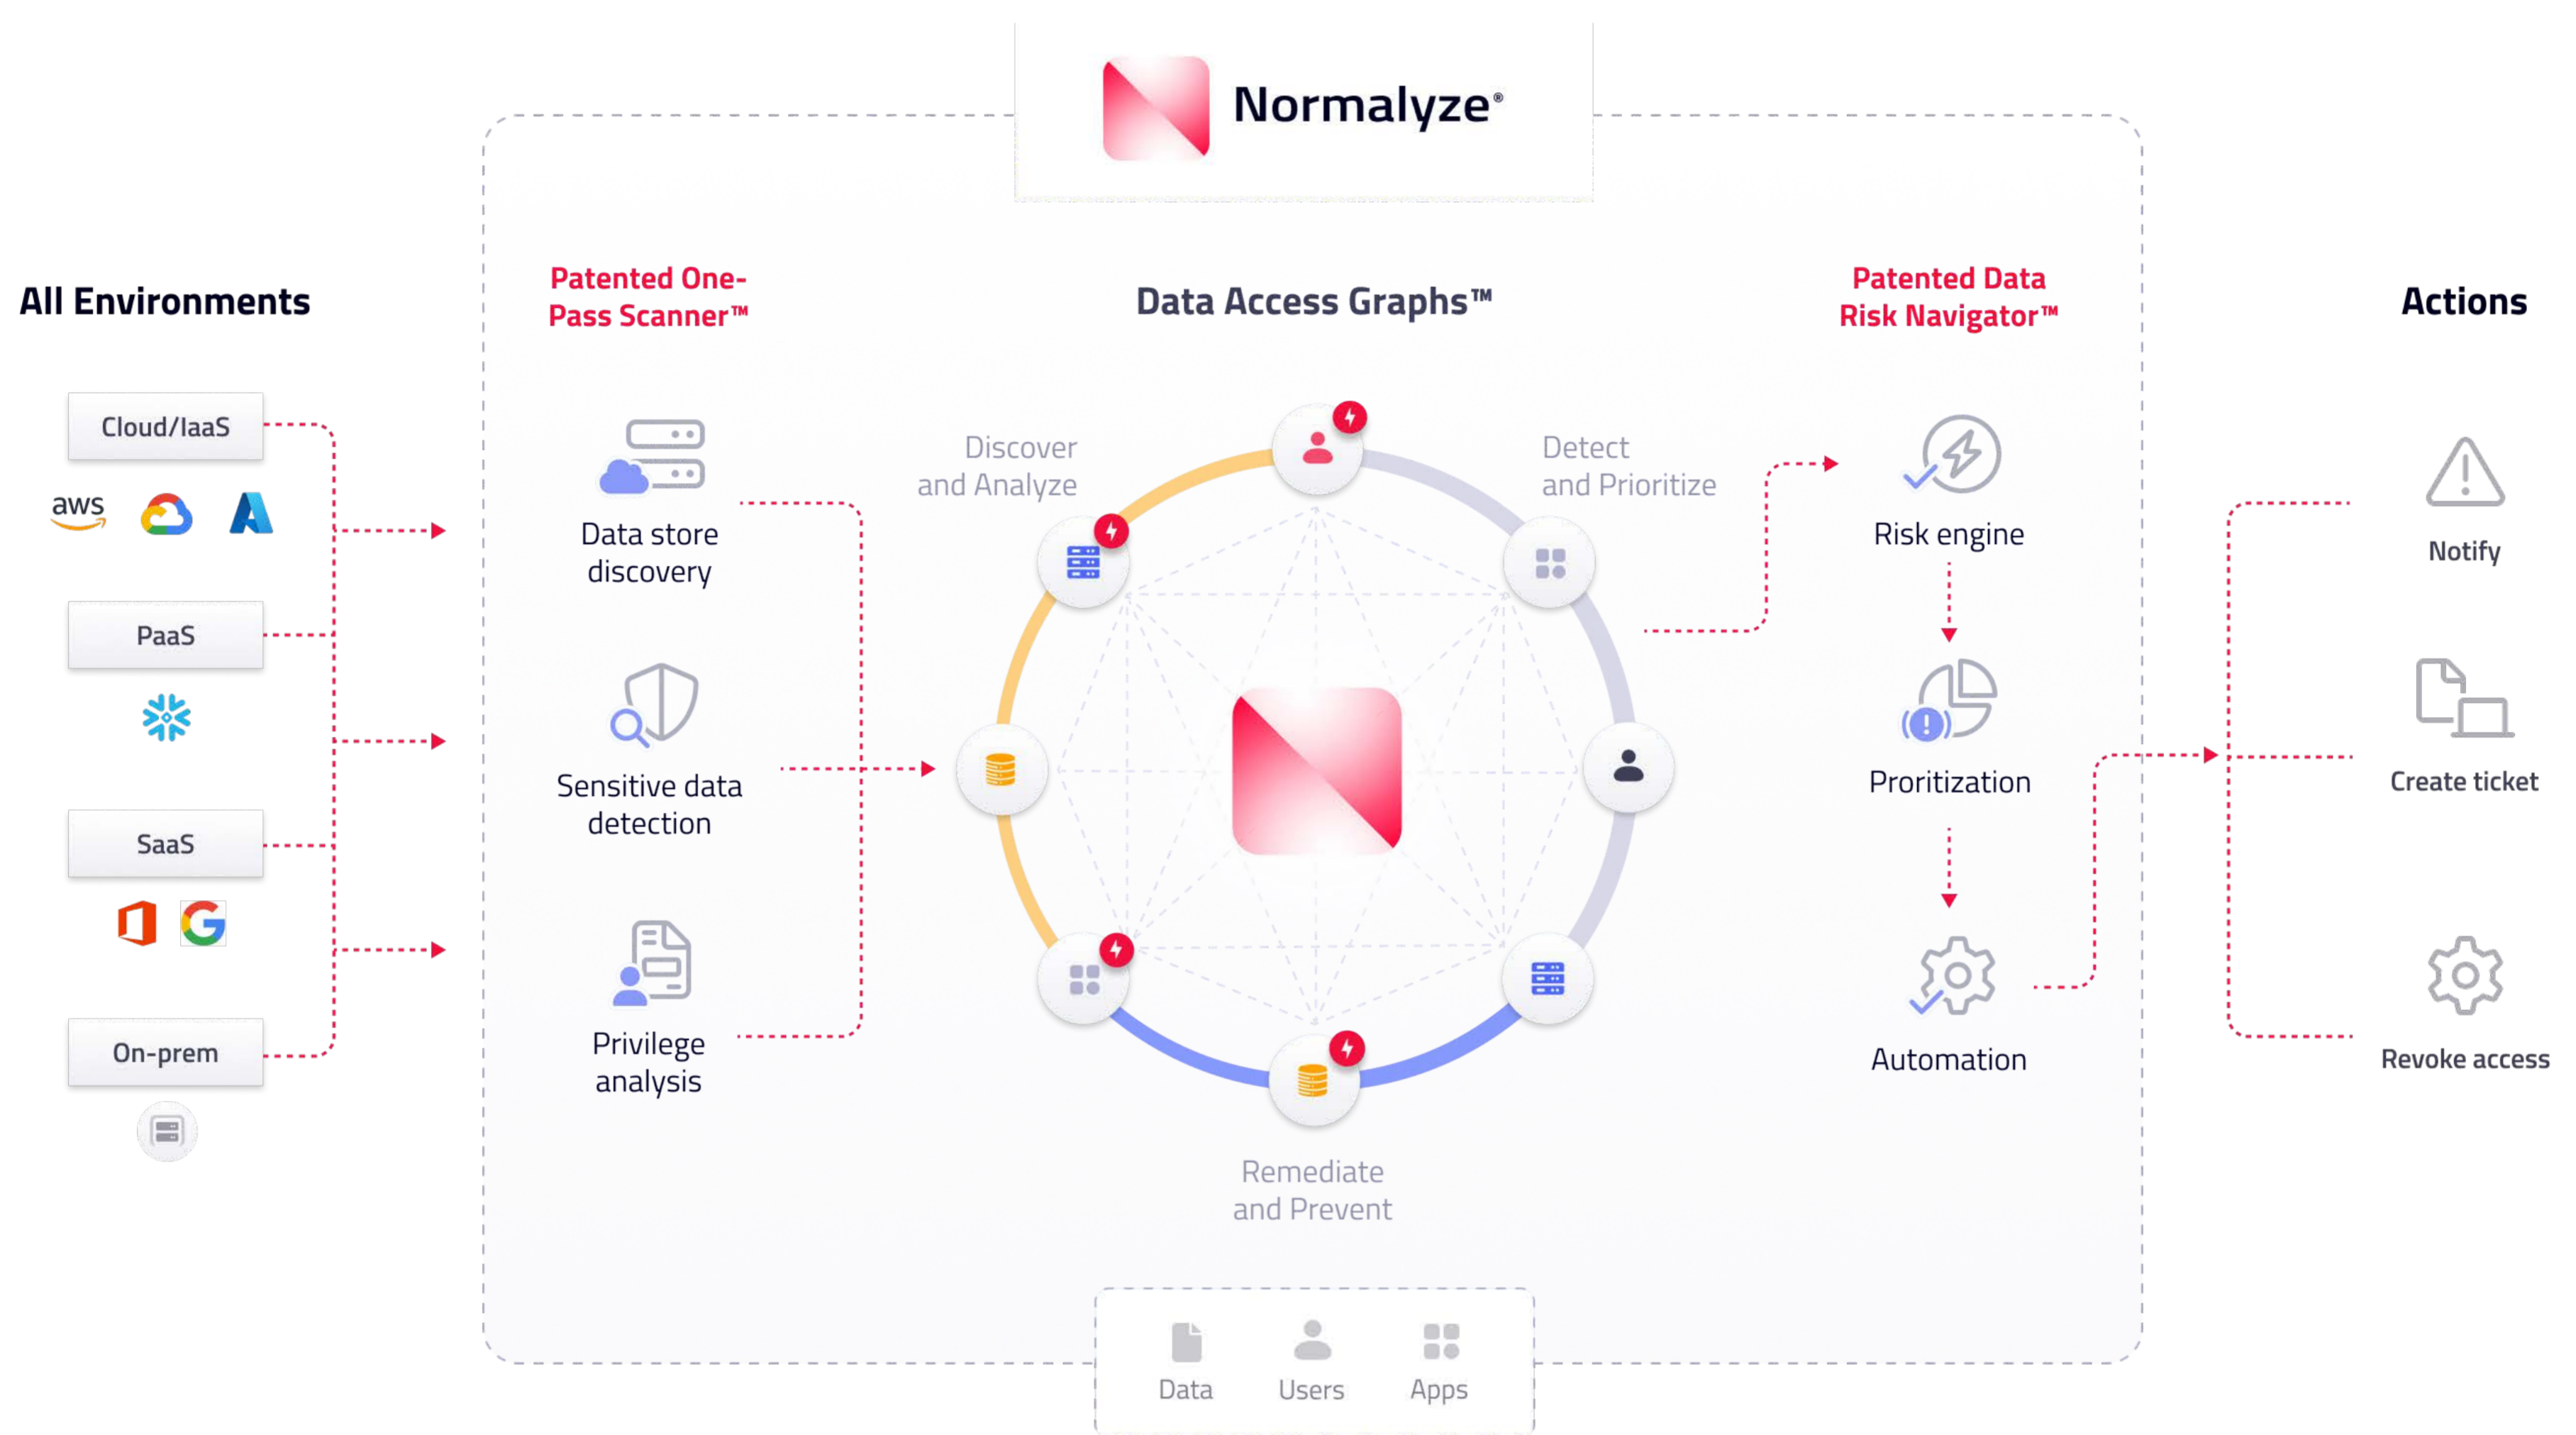 Normalyze®
All Environments
Cloud/IaaS
aws
PaaS
SaaS
On-prem
Patented One-
Pass Scanner™
Data store
discovery
Sensitive data
detection
Privilege
analysis
Data Access Graphs™
Discover
and Analyze
Detect
and Prioritize
Remediate
and Prevent
Patented Data
Risk Navigator™
Risk engine
Proritization
Automation
Actions
Notify
Create ticket
Revoke access
Data
Users
Apps